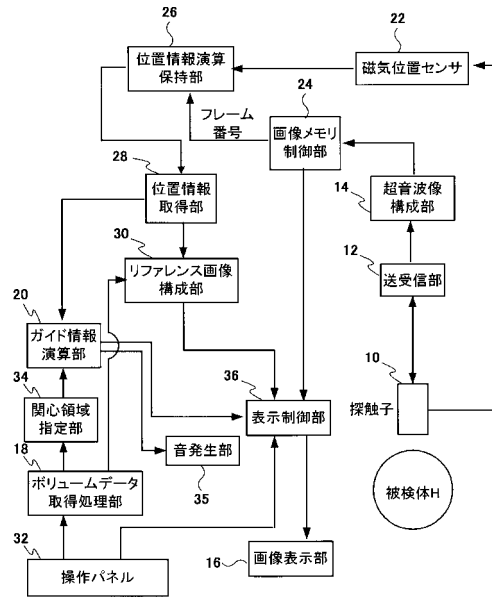 26
位置情報演算
保持部
22
磁気位置センサ
24
画像メモリ
制御部
フレーム
番号
28
位置情報
取得部
14
超音波像
構成部
30
リファレンス画像
構成部
12
送受信部
20
ガイド情報
演算部
10
探触子
36
表示制御部
34
関心領域
指定部
音発生部
35
18
ボリュームデータ
取得処理部
被検体H
32
操作パネル
16
画像表示部